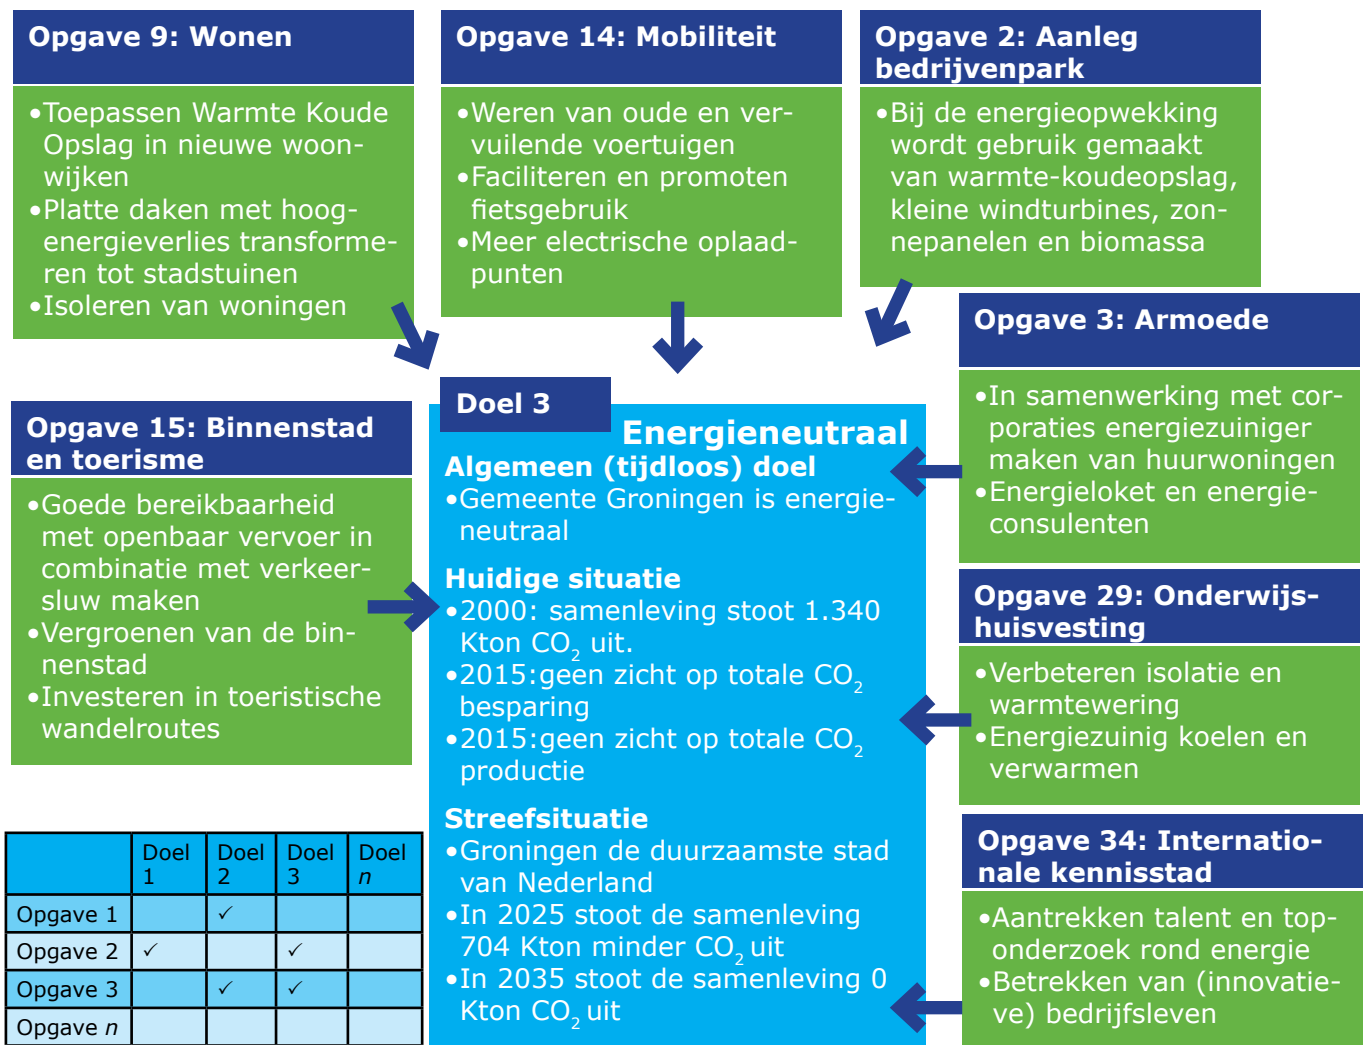 Opgave 9: Wonen
•Toepassen Warmte Koude
Opslag in nieuwe woon-
wijken
•Platte daken met hoog-
energieverlies transforme-
ren tot stadstuinen
•Isoleren van woningen
Opgave 14: Mobiliteit
•Weren van oude en ver-
vuilende voertuigen
•Faciliteren en promoten
fietsgebruik
•Meer electrische oplaad-
punten
Opgave 2: Aanleg
bedrijvenpark
•Bij de energieopwekking
wordt gebruik gemaakt
van warmte-koudeopslag,
kleine windturbines, zon-
nepanelen en biomassa
Opgave 3: Armoede
•In samenwerking met cor-
poraties energiezuiniger
maken van huurwoningen
•Energieloket en energie-
consulenten
Opgave 15: Binnenstad
en toerisme
•Goede bereikbaarheid
met openbaar vervoer in
combinatie met verkeer-
sluw maken
•Vergroenen van de bin-
nenstad
•Investeren in toeristische
wandelroutes
Doel 3
Energieneutraal
Algemeen (tijdloos) doel
•Gemeente Groningen is energie-
neutraal
Huidige situatie
•2000: samenleving stoot 1.340
Kton CO₂ uit.
•2015:geen zicht op totale CO₂
besparing
•2015:geen zicht op totale CO₂
productie
Streefsituatie
•Groningen de duurzaamste stad
van Nederland
•In 2025 stoot de samenleving
704 Kton minder CO₂ uit
•In 2035 stoot de samenleving 0
Kton CO₂ uit
Opgave 29: Onderwijs-
huisvesting
•Verbeteren isolatie en
warmtewering
•Energiezuinig koelen en
verwarmen
Opgave 34: Internatio-
nale kennisstad
•Aantrekken talent en top-
onderzoek rond energie
•Betrekken van (innovatie-
ve) bedrijfsleven
Doel 1 Doel 2 Doel 3 Doel n
Opgave 1 ✓
Opgave 2 ✓ ✓
Opgave 3 ✓ ✓
Opgave n